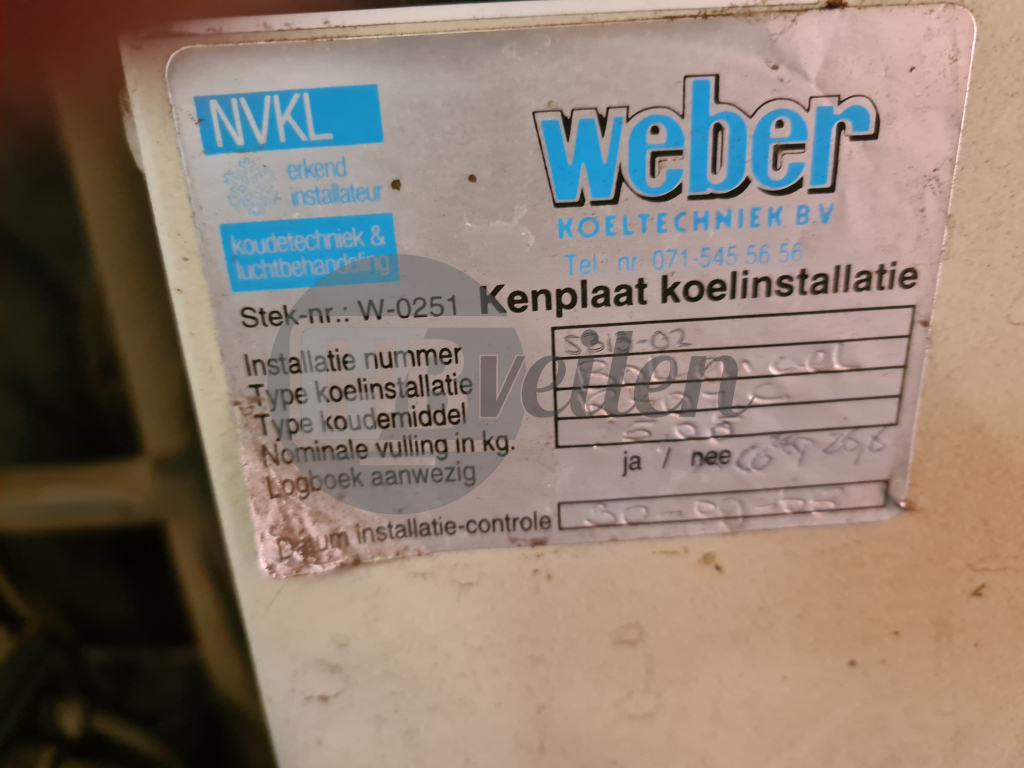 NVKL
erkend
installateur
koudetechniek &
luchtbehandeling
weber
KOELTECHNIEK B.V
Tel. nr. 071-545 56 56
Stek-nr.: W-0251 Kenplaat koelinstallatie
Installatie nummer
Type koelinstallatie
Type koudemiddel
Nominale vulling in kg.
Logboek aanwezig ja / nee
Datum installatie-controle
veilen